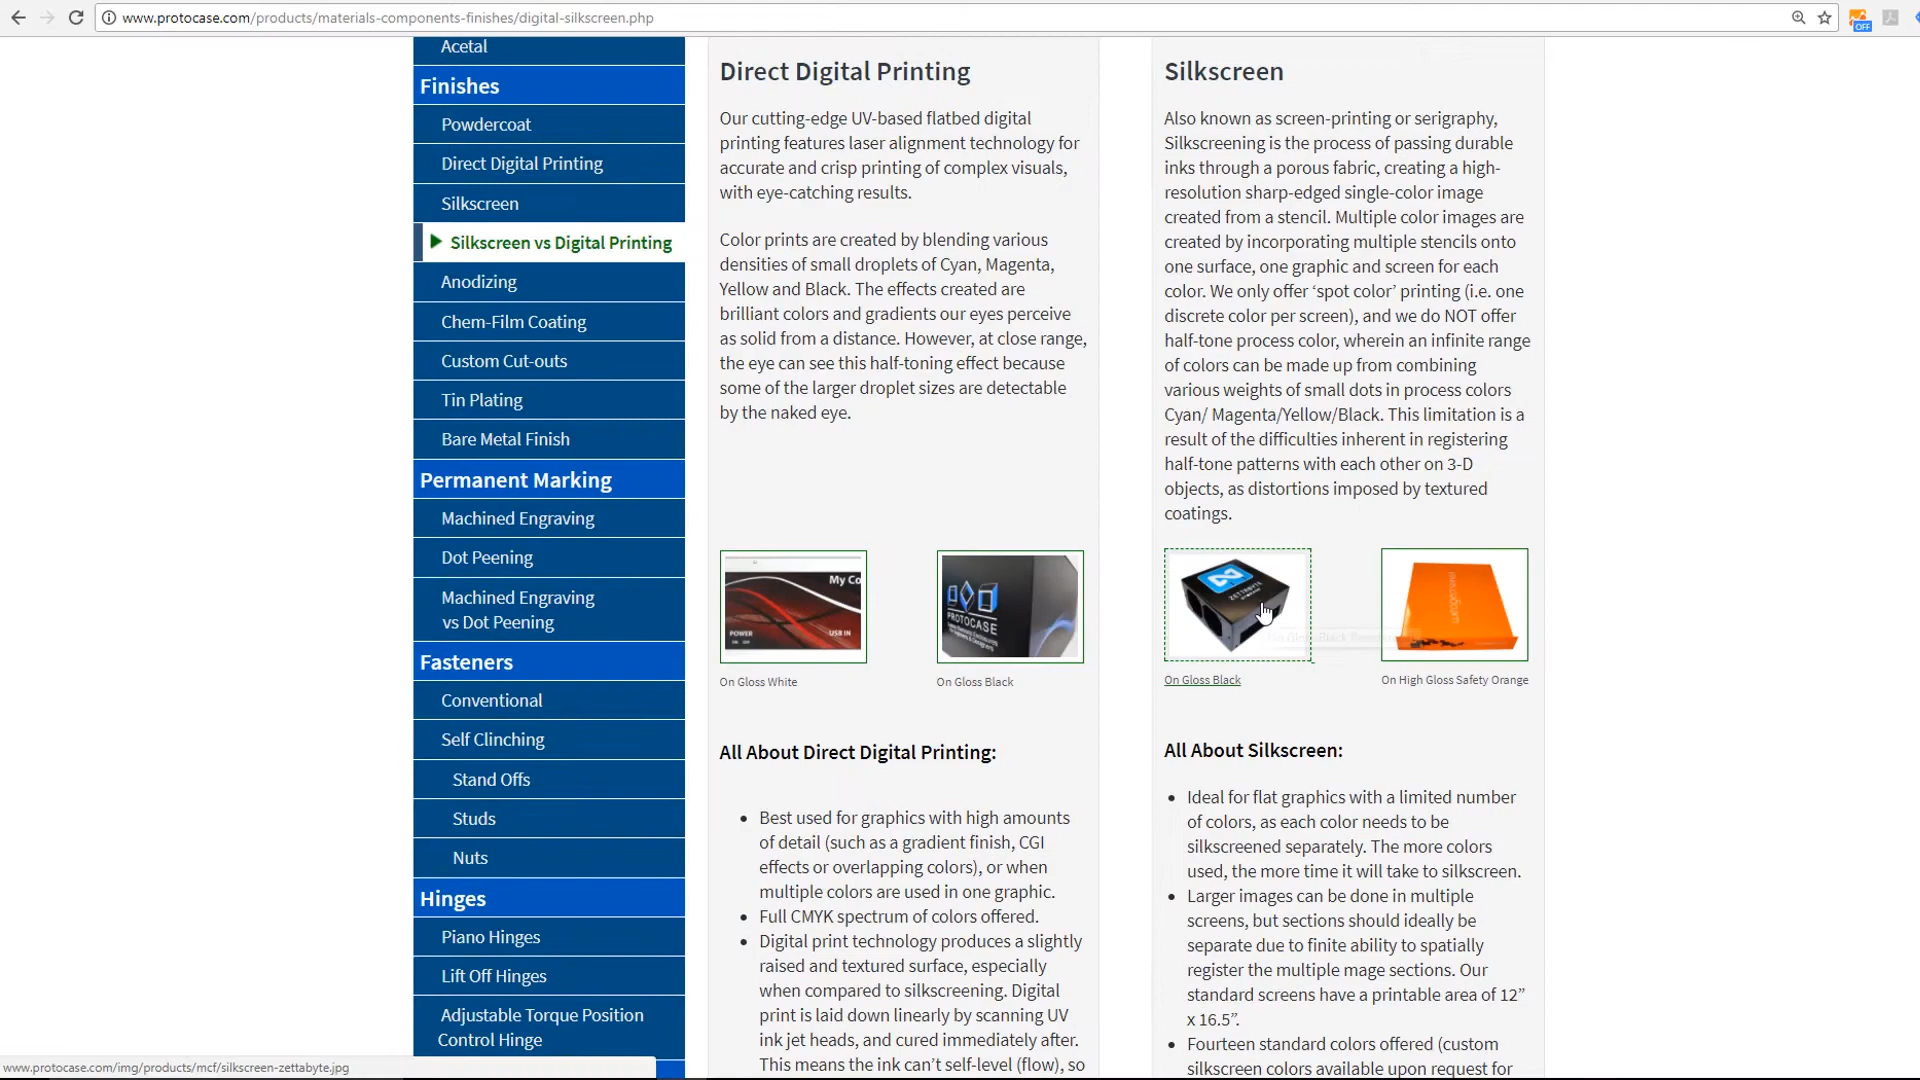 www.protocase.com/products/materials-components-finishes/digital-silkscreen.php
OFF
Acetal
Finishes
Powdercoat
Direct Digital Printing
Silkscreen
Silkscreen vs Digital Printing
Anodizing
Chem-Film Coating
Custom Cut-outs
Tin Plating
Bare Metal Finish
Permanent Marking
Machined Engraving
Dot Peening
Machined Engraving
vs Dot Peening
Fasteners
Conventional
Self Clinching
Stand Offs
Studs
Nuts
Hinges
Piano Hinges
Lift Off Hinges
Adjustable Torque Position
Control Hinge
Direct Digital Printing
Our cutting-edge UV-based flatbed digital
printing features laser alignment technology for
accurate and crisp printing of complex visuals,
with eye-catching results.
Color prints are created by blending various
densities of small droplets of Cyan, Magenta,
Yellow and Black. The effects created are
brilliant colors and gradients our eyes perceive
as solid from a distance. However, at close range,
the eye can see this half-toning effect because
some of the larger droplet sizes are detectable
by the naked eye.
My Co
POWER
USB IN
PROTOCASE
On Gloss White
On Gloss Black
All About Direct Digital Printing:
Best used for graphics with high amounts
of detail (such as a gradient finish, CGI
effects or overlapping colors), or when
multiple colors are used in one graphic.
Full CMYK spectrum of colors offered.
Digital print technology produces a slightly
raised and textured surface, especially
when compared to silkscreening. Digital
print is laid down linearly by scanning UV
ink jet heads, and cured immediately after.
This means the ink can’t self-level (flow), so
Silkscreen
Also known as screen-printing or serigraphy,
Silkscreening is the process of passing durable
inks through a porous fabric, creating a high-
resolution sharp-edged single-color image
created from a stencil. Multiple color images are
created by incorporating multiple stencils onto
one surface, one graphic and screen for each
color. We only offer ‘spot color’ printing (i.e. one
discrete color per screen), and we do NOT offer
half-tone process color, wherein an infinite range
of colors can be made up from combining
various weights of small dots in process colors
Cyan/ Magenta/Yellow/Black. This limitation is a
result of the difficulties inherent in registering
half-tone patterns with each other on 3-D
objects, as distortions imposed by textured
coatings.
ZETTABYTE
On Gloss Black
On High Gloss Safety Orange
All About Silkscreen:
Ideal for flat graphics with a limited number
of colors, as each color needs to be
silkscreened separately. The more colors
used, the more time it will take to silkscreen.
Larger images can be done in multiple
screens, but sections should ideally be
separate due to finite ability to spatially
register the multiple mage sections. Our
standard screens have a printable area of 12”
x 16.5”.
Fourteen standard colors offered (custom
silkscreen colors available upon request for
www.protocase.com/img/products/mcf/silkscreen-zettabyte.jpg